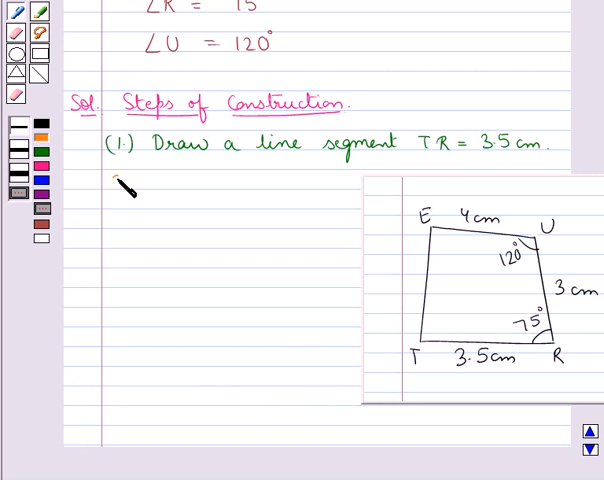 ∠R = 75°
∠U = 120°
Sol. Steps of Construction.
(1.) Draw a line segment TR = 3.5 cm.
E 4 cm U
120°
3 cm
75°
T 3.5 cm R